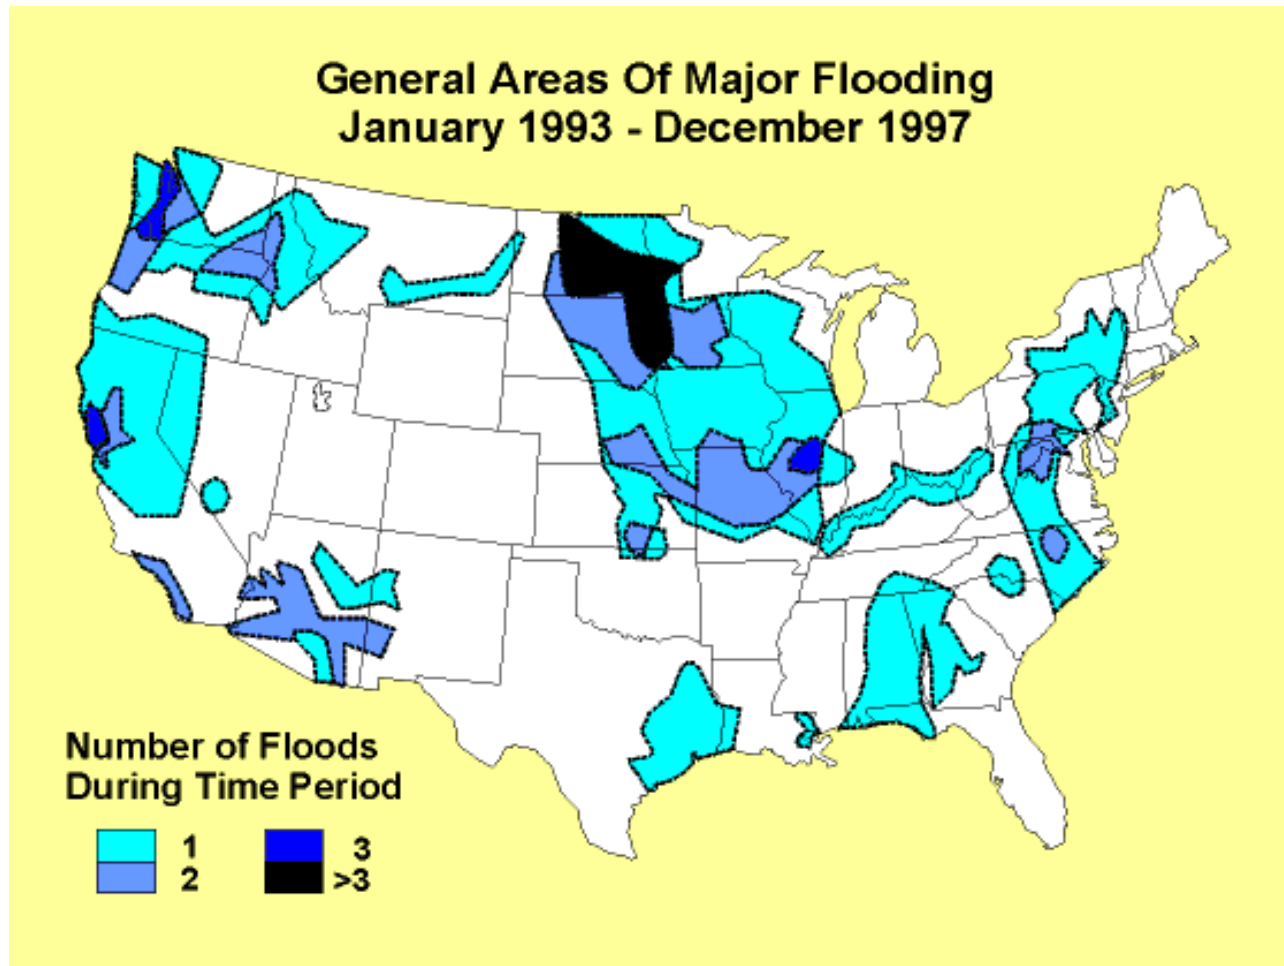 General Areas Of Major Flooding
January 1993 - December 1997
Number of Floods
During Time Period
1 3
2 >3